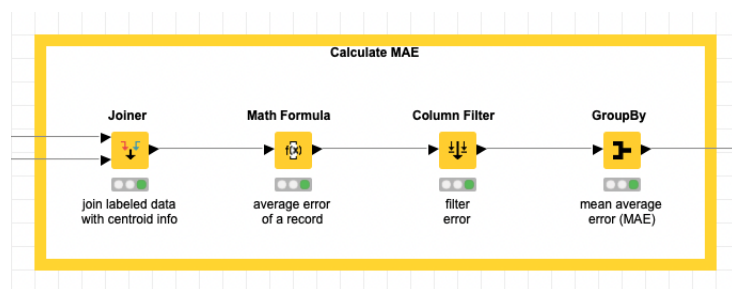 Calculate MAE
Joiner
Math Formula
Column Filter
GroupBy
f(x)
join labeled data
with centroid info
average error
of a record
filter
error
mean average
error (MAE)